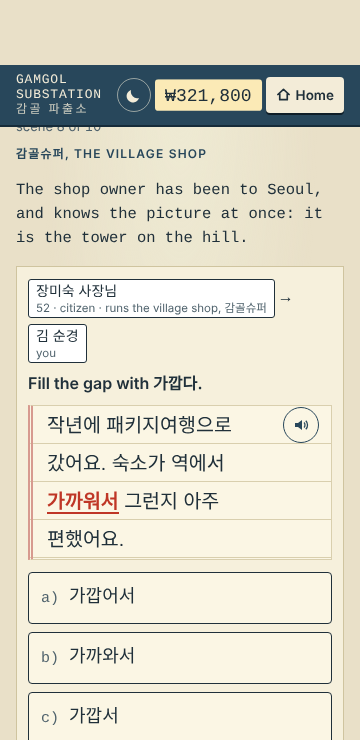 GAMGOL
SUBSTATION
감골 파출소
₩321,800
Home
scene 8 of 10
감골슈퍼, THE VILLAGE SHOP
The shop owner has been to Seoul,
and knows the picture at once: it
is the tower on the hill.
장미숙 사장님
52 · citizen · runs the village shop, 감골슈퍼
→
김 순경
you
Fill the gap with 가깝다.
작년에 패키지여행으로
갔어요. 숙소가 역에서
가까워서 그런지 아주
편했어요.
a) 가깝어서
b) 가까와서
c) 가깝서